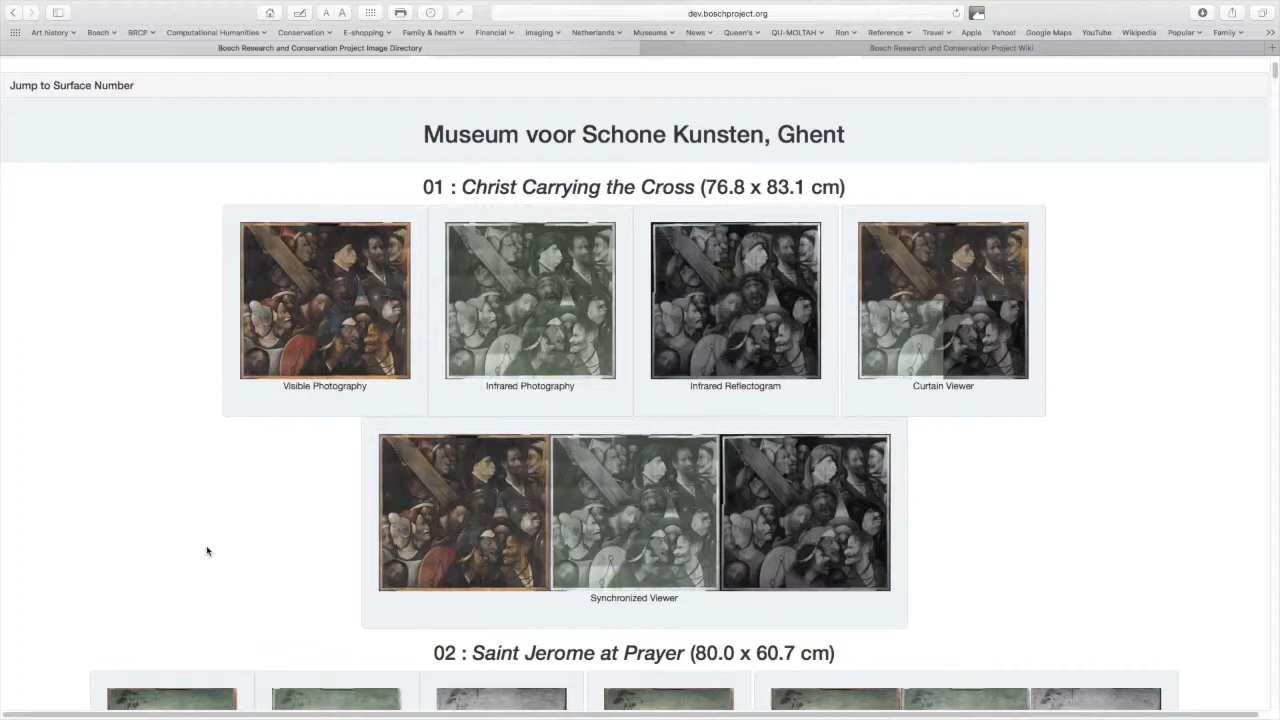 dev.boschproject.org
Art history Bosch BRCP Computational Humanities Conservation E-shopping Family & health Financial Imaging Netherlands Museums News Queen's QU-MOLTAH Ron Reference Travel Apple Yahoo! Google Maps YouTube Wikipedia Popular Family
Bosch Research and Conservation Project Image Directory
Bosch Research and Conservation Project Wiki
Jump to Surface Number
Museum voor Schone Kunsten, Ghent
01 : Christ Carrying the Cross (76.8 x 83.1 cm)
Visible Photography
Infrared Photography
Infrared Reflectogram
Curtain Viewer
Synchronized Viewer
02 : Saint Jerome at Prayer (80.0 x 60.7 cm)